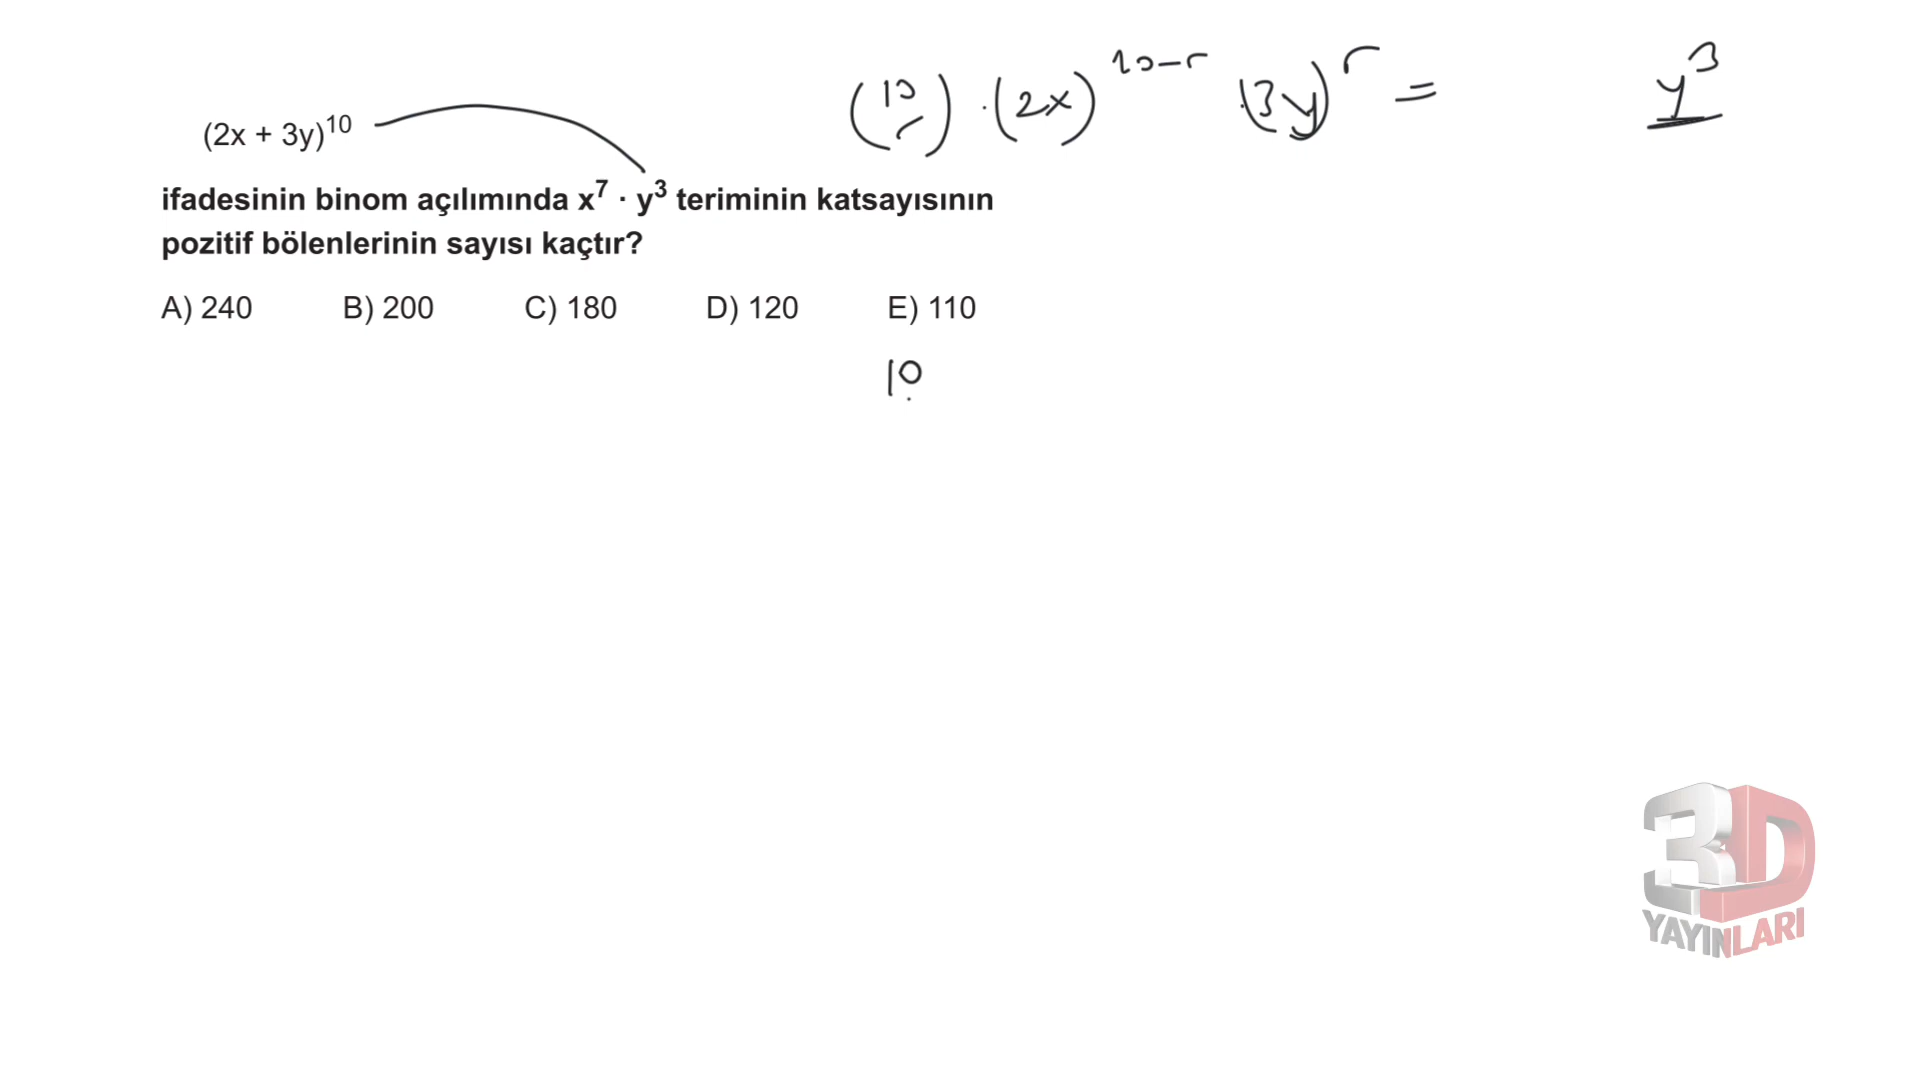 (2x + 3y)^10
(10 r) · (2x)^10-r · (3y)^r = y^3
ifadesinin binom açılımında x^7 · y^3 teriminin katsayısının
pozitif bölenlerinin sayısı kaçtır?
A) 240 B) 200 C) 180 D) 120 E) 110
10
3D
YAYINLARI